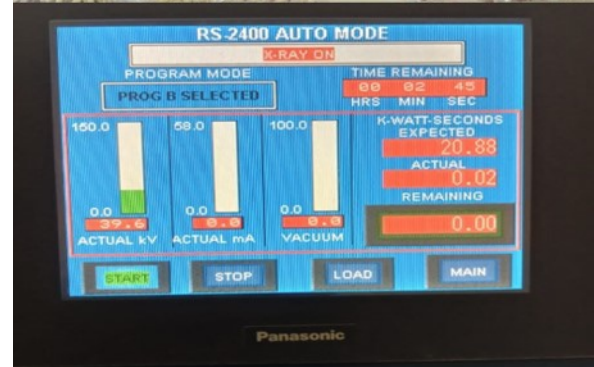 RS-2400 AUTO MODE
X-RAY ON
PROGRAM MODE
PROG B SELECTED
TIME REMAINING
00 02 45
HRS MIN SEC
150.0
0.0
39.6
ACTUAL kV
58.0
0.0
0.0
ACTUAL mA
100.0
0.0
0.0
VACUUM
K-WATT-SECONDS
EXPECTED
20.88
ACTUAL
0.02
REMAINING
0.00
START
STOP
LOAD
MAIN
Panasonic